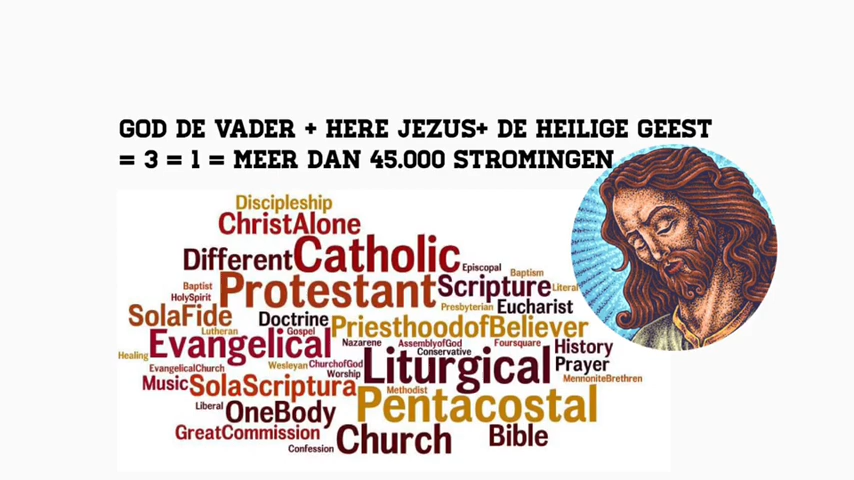 GOD DE VADER + HERE JEZUS+ DE HEILIGE GEEST
= 3 = 1 = MEER DAN 45.000 STROMINGEN
Discipleship
ChristAlone
Different Catholic Episcopal
Baptism
Baptist Protestant Scripture Literal
HolySpirit
Presbyterian Eucharist
SolaFide Doctrine PriesthoodofBeliever
Lutheran Gospel
Evangelical Nazarene AssemblyofGod Foursquare History
Healing Conservative
EvangelicalChurch Wesleyan ChurchofGod Liturgical Prayer
Worship
Music SolaScriptura Methodist MennoniteBrethren
Liberal OneBody Pentacostal
GreatCommission Church Bible
Confession